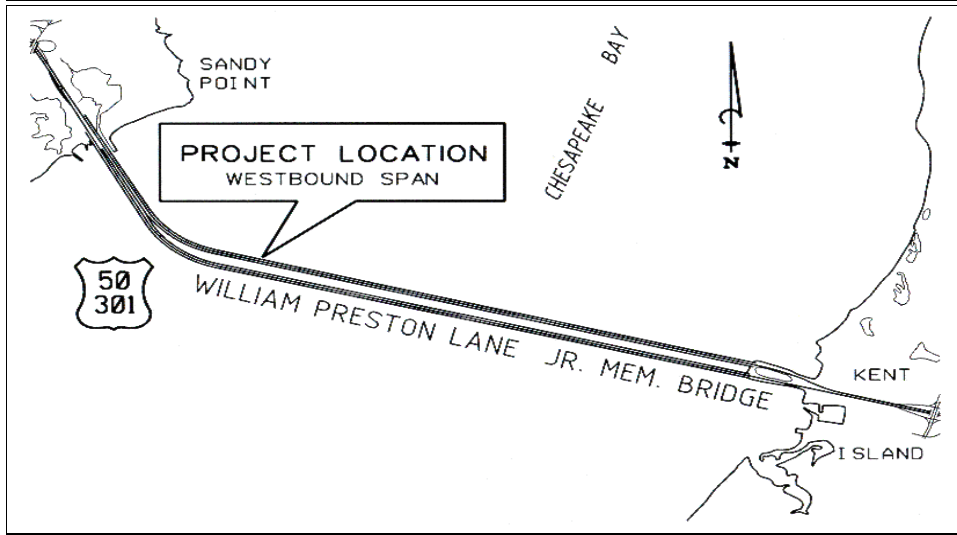 SANDY
POINT
CHESAPEAKE BAY
PROJECT LOCATION
WESTBOUND SPAN
N
50
301
WILLIAM PRESTON LANE JR. MEM. BRIDGE
KENT
ISLAND